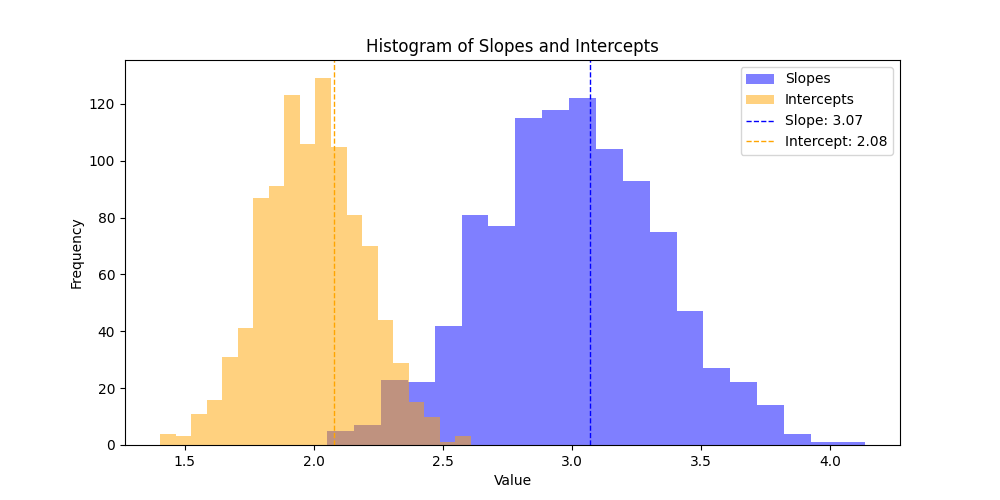 Histogram of Slopes and Intercepts
Slopes
Intercepts
Slope: 3.07
Intercept: 2.08
Frequency
120
100
80
60
40
20
0
1.5
2.0
2.5
3.0
3.5
4.0
Value